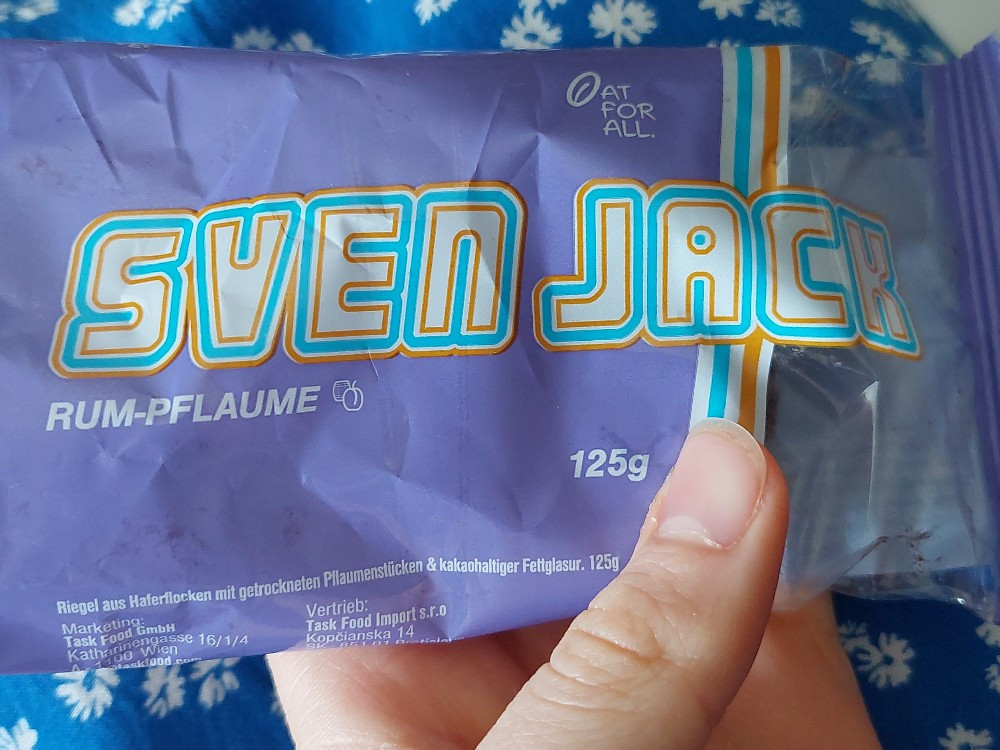 OAT
FOR
ALL.
SVEN JACK
RUM-PFLAUME
125g
Riegel aus Haferflocken mit getrockneten Pflaumenstücken & kakaohaltiger Fettglasur. 125g
Marketing:
Task Food GmbH
Katharinengasse 16/1/4
A-1100 Wien
Vertrieb:
Task Food Import s.r.o
Kopčianska 14